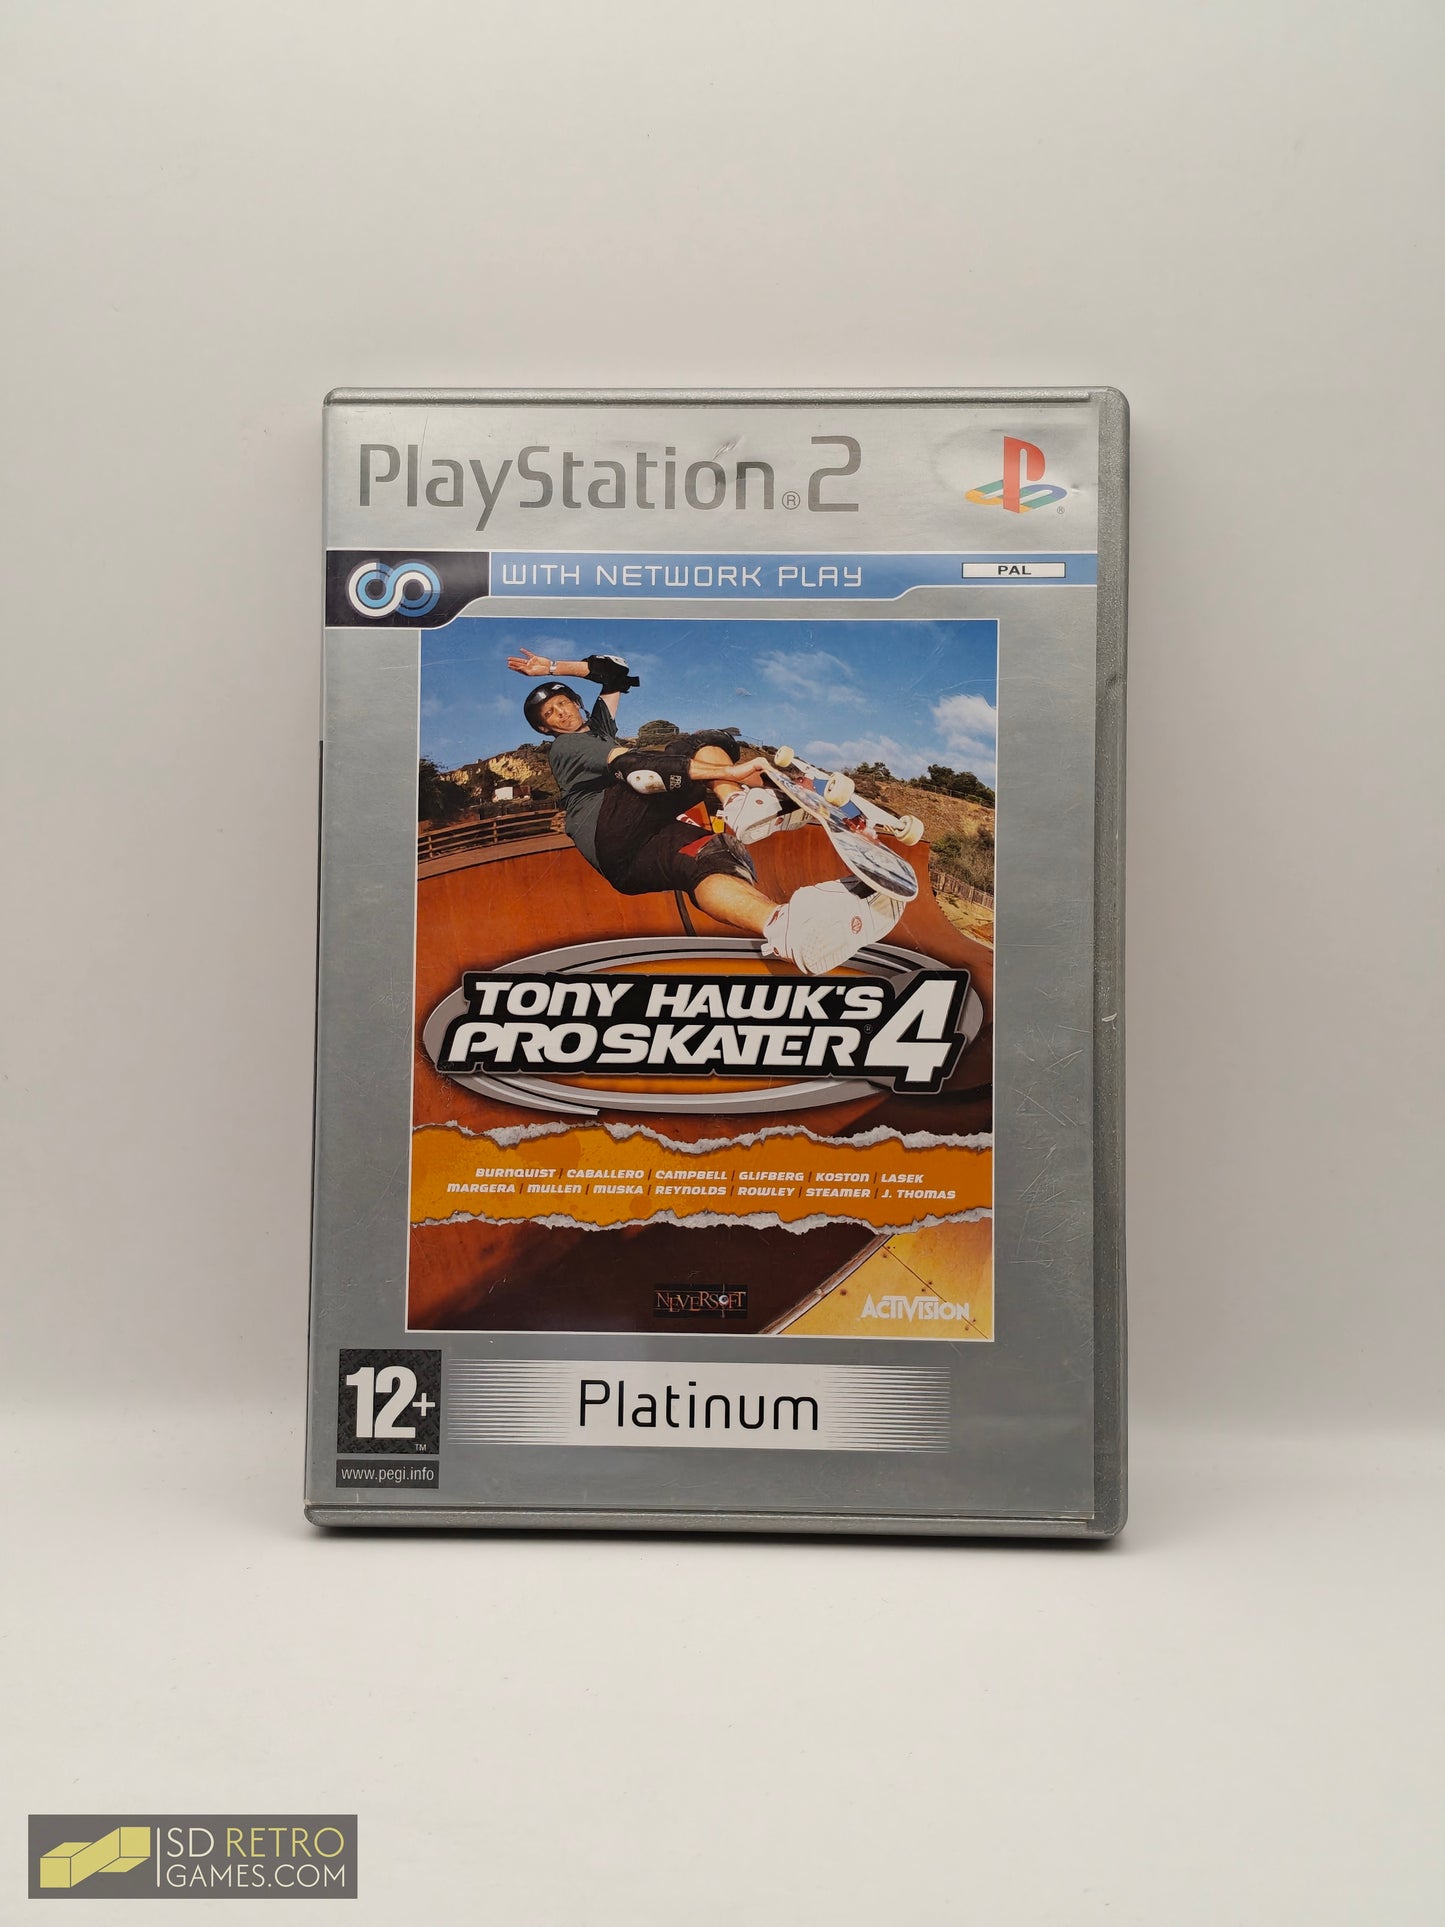 PlayStation®2
®
WITH NETWORK PLAY
PAL
TONY HAWK'S
PRO SKATER® 4
BURNQUIST | CABALLERO | CAMPBELL | GLIFBERG | KOSTON | LASEK
MARGERA | MULLEN | MUSKA | REYNOLDS | ROWLEY | STEAMER | J. THOMAS
NEVERSOFT
ACTIVISION
12+
TM
Platinum
www.pegi.info
SD RETRO
GAMES.COM